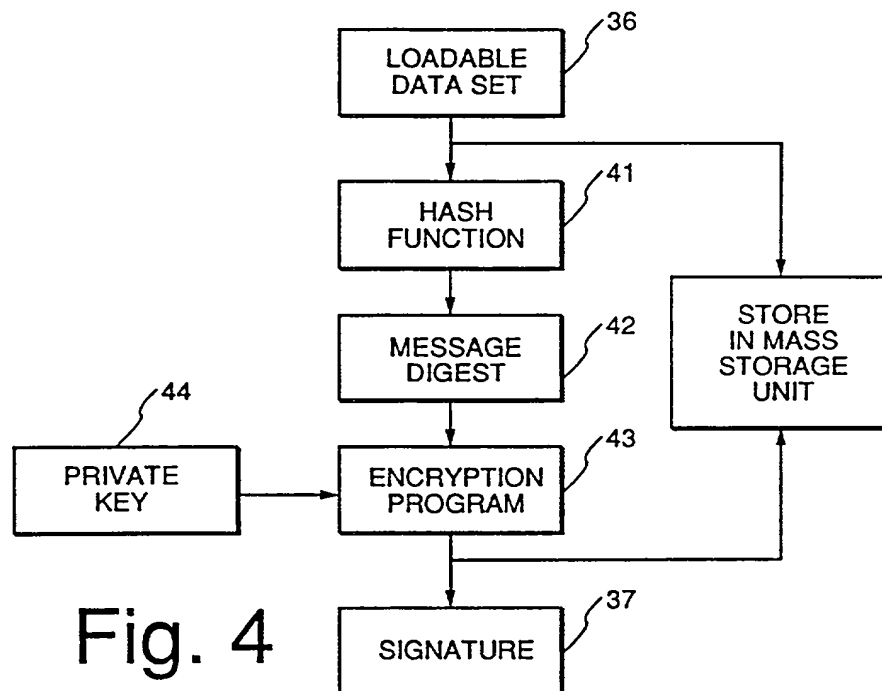 36
LOADABLE
DATA SET
41
HASH
FUNCTION
STORE
IN MASS
STORAGE
UNIT
42
MESSAGE
DIGEST
44
PRIVATE
KEY
43
ENCRYPTION
PROGRAM
37
SIGNATURE
Fig. 4